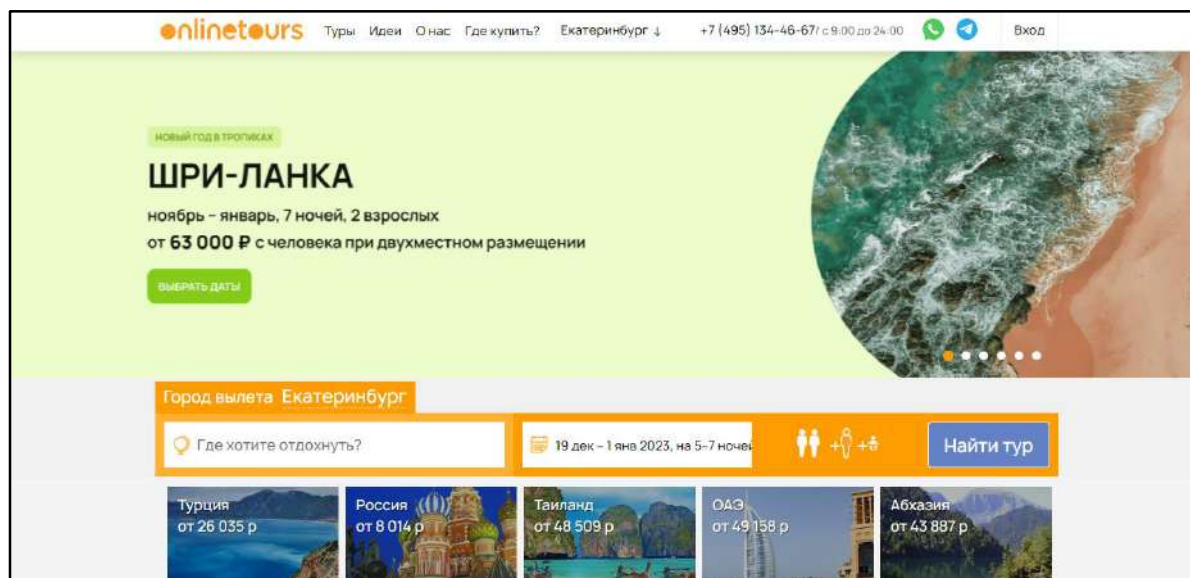 onlinetours Туры Идеи О нас Где купить? Екатеринбург ↓ +7 (495) 134-46-67 / с 9:00 до 24:00 Вход
НОВЫЙ ГОД В ТРОПИКАХ
ШРИ-ЛАНКА
ноябрь – январь, 7 ночей, 2 взрослых
от 63 000 ₽ с человека при двухместном размещении
ВЫБРАТЬ ДАТЫ
Город вылета Екатеринбург
Где хотите отдохнуть? 19 дек – 1 янв 2023, на 5-7 ночей Найти тур
Турция Россия Таиланд ОАЭ Абхазия
от 26 035 р от 8 014 р от 48 509 р от 49 158 р от 43 887 р